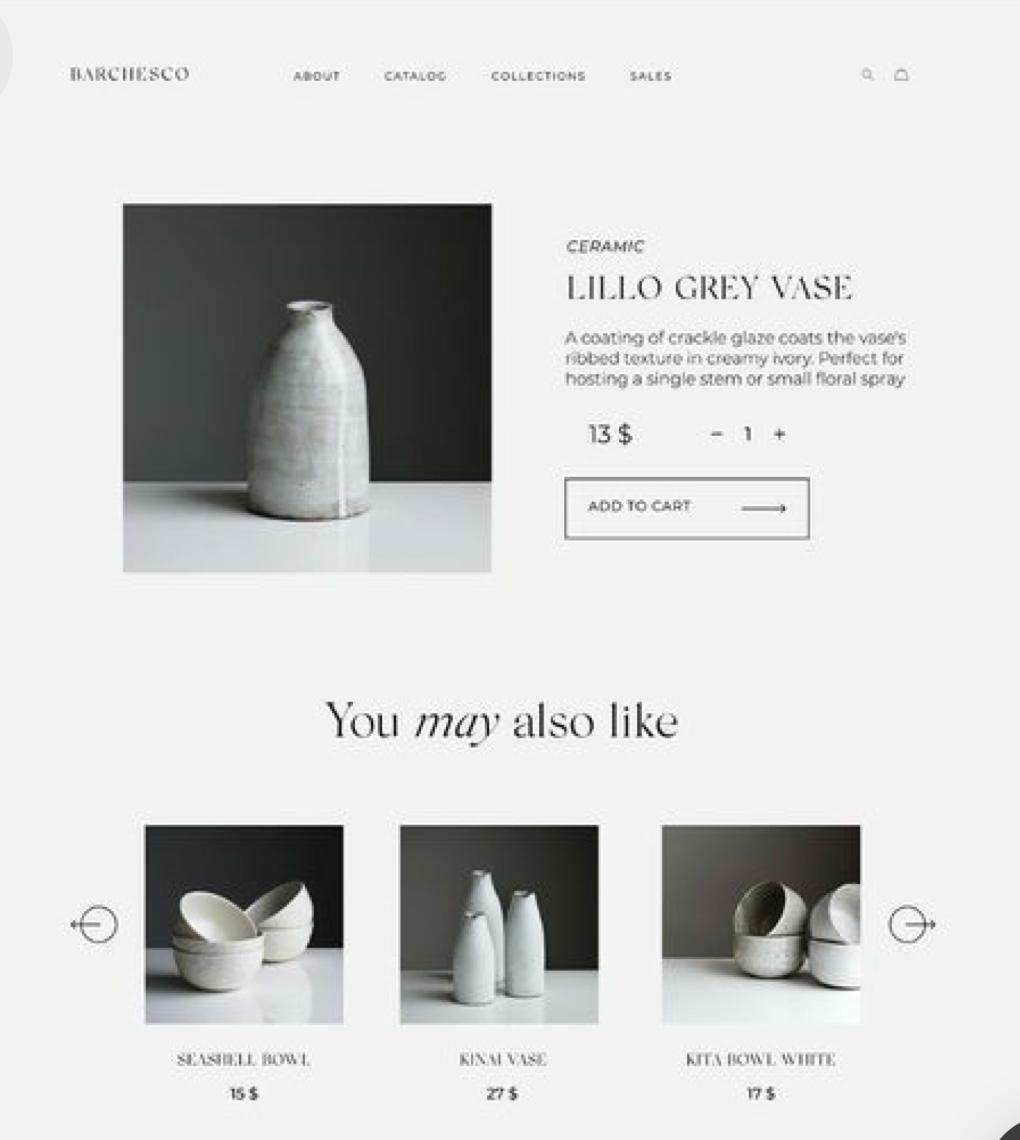 BARCHESCO
ABOUT CATALOG COLLECTIONS SALES
CERAMIC
LILLO GREY VASE
A coating of crackle glaze coats the vase's
ribbed texture in creamy ivory. Perfect for
hosting a single stem or small floral spray
13 $ − 1 +
ADD TO CART
You may also like
SEASHELL BOWL
15 $
KINAI VASE
27 $
KITA BOWL WHITE
17 $